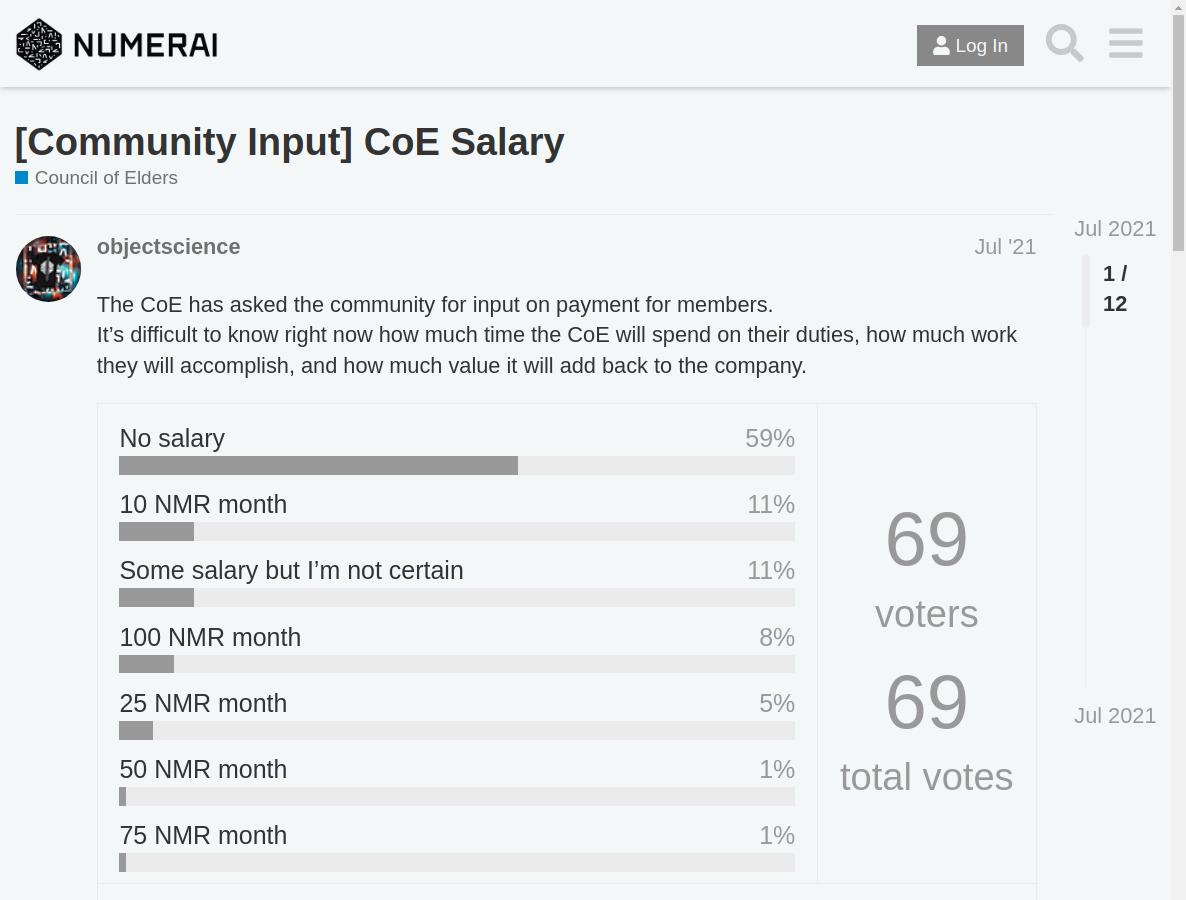 NUMERAI
Log In
[Community Input] CoE Salary
Council of Elders
objectscience
Jul '21
The CoE has asked the community for input on payment for members.
It’s difficult to know right now how much time the CoE will spend on their duties, how much work
they will accomplish, and how much value it will add back to the company.
No salary 59%
10 NMR month 11%
Some salary but I’m not certain 11%
100 NMR month 8%
25 NMR month 5%
50 NMR month 1%
75 NMR month 1%
69
voters
69
total votes
Jul 2021
1 /
12
Jul 2021